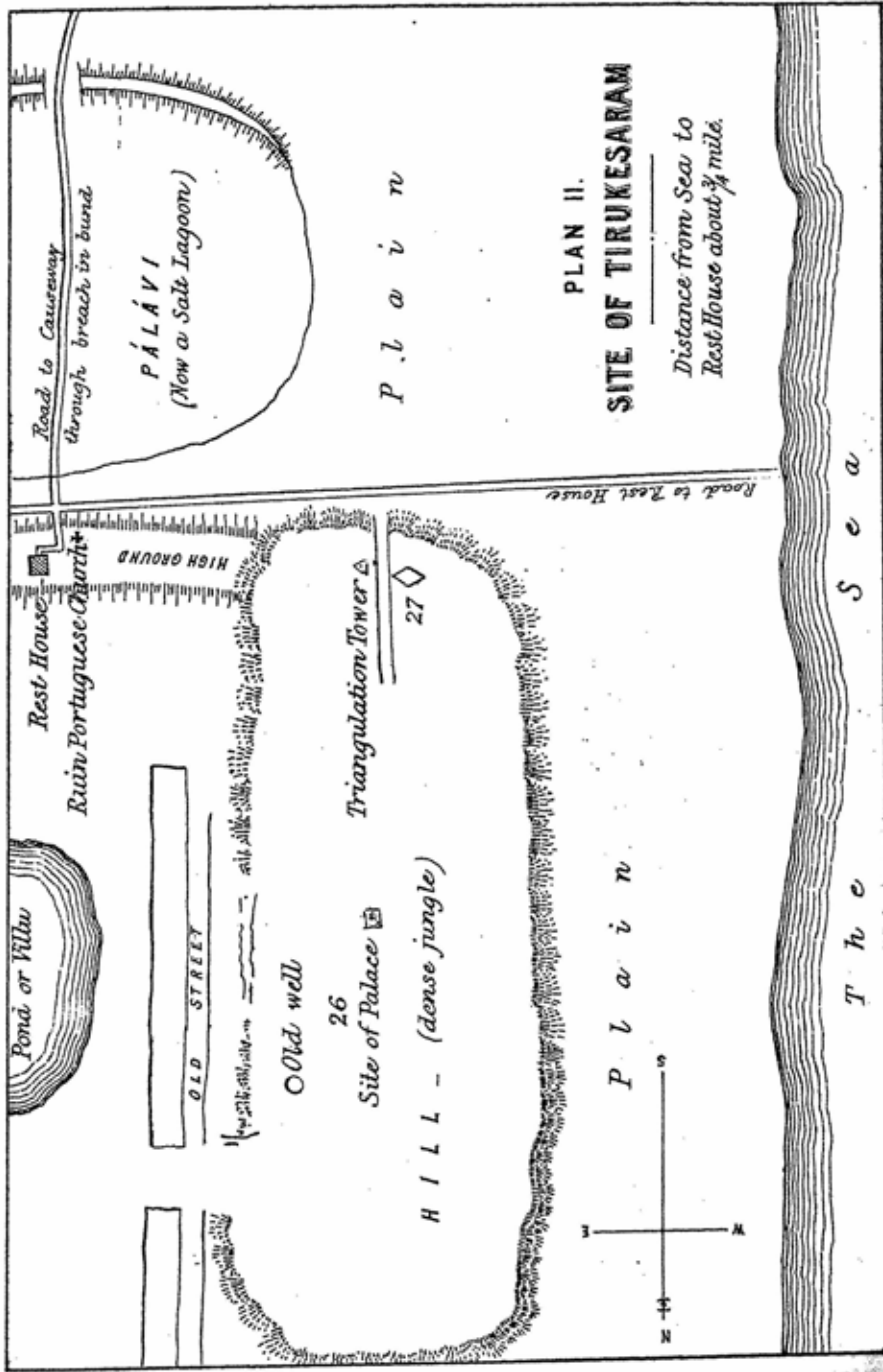 Pond or Villu
Rest House
Ruin Portuguese Church
Road to Causeway
through breach in bund
PÁLÁVI
(Now a Salt Lagoon)
HIGH GROUND
OLD STREET
Old well
26
Site of Palace
Triangulation Tower
27
HILL – (dense jungle)
Plain
Plain
Road to Rest House
PLAN II.
SITE OF TIRUKESARAM
Distance from Sea to
Rest House about 3/4 mile.
N
E
S
W
The Sea